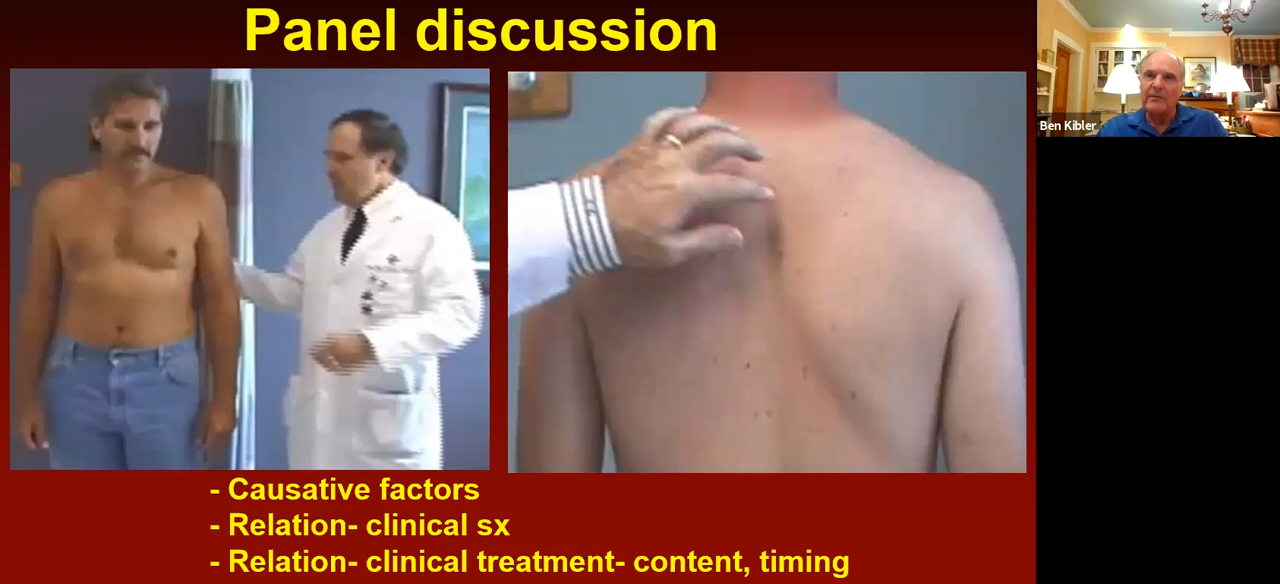 Panel discussion
Ben Kibler
- Causative factors
- Relation- clinical sx
- Relation- clinical treatment- content, timing